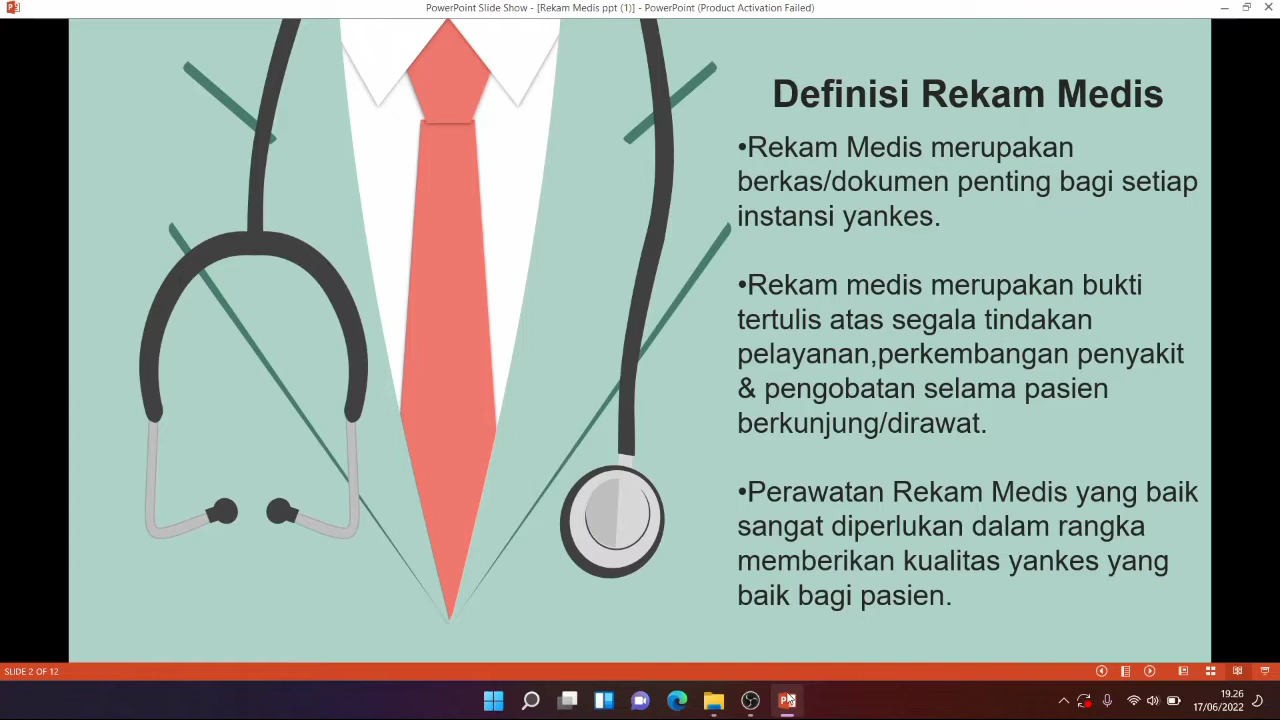 PowerPoint Slide Show - [Rekam Medis ppt (1)] - PowerPoint (Product Activation Failed)
Definisi Rekam Medis
•Rekam Medis merupakan
berkas/dokumen penting bagi setiap
instansi yankes.
•Rekam medis merupakan bukti
tertulis atas segala tindakan
pelayanan,perkembangan penyakit
& pengobatan selama pasien
berkunjung/dirawat.
•Perawatan Rekam Medis yang baik
sangat diperlukan dalam rangka
memberikan kualitas yankes yang
baik bagi pasien.
SLIDE 2 OF 12
19.26
17/06/2022